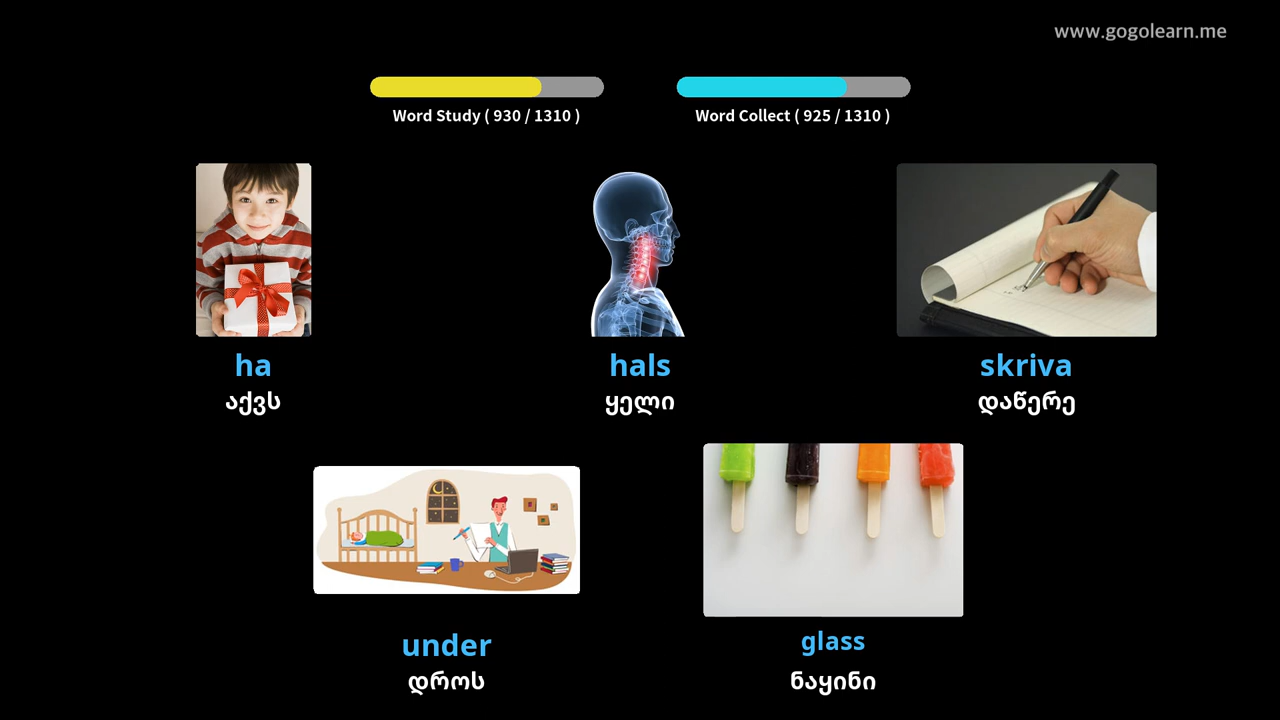 www.gogolearn.me
Word Study ( 930 / 1310 )
Word Collect ( 925 / 1310 )
ha
აქვს
hals
ყელი
skriva
დაწერე
under
დროს
glass
ნაყინი